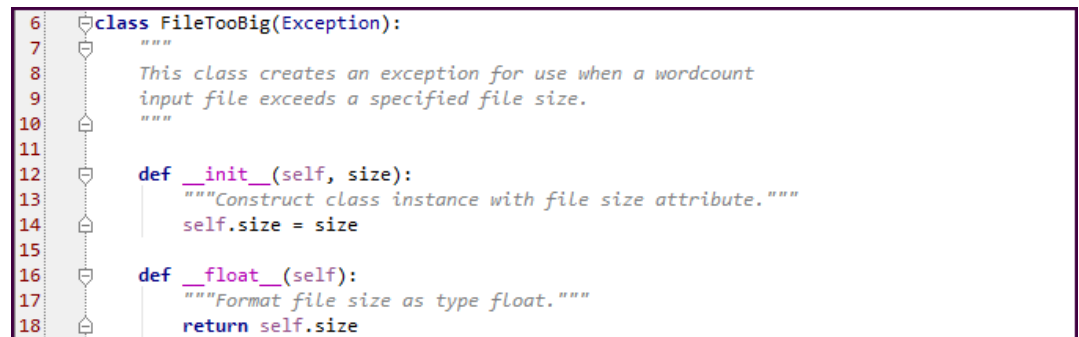 6 class FileTooBig(Exception):
7 """
8 This class creates an exception for use when a wordcount
9 input file exceeds a specified file size.
10 """
11
12 def __init__(self, size):
13 """Construct class instance with file size attribute."""
14 self.size = size
15
16 def __float__(self):
17 """Format file size as type float."""
18 return self.size